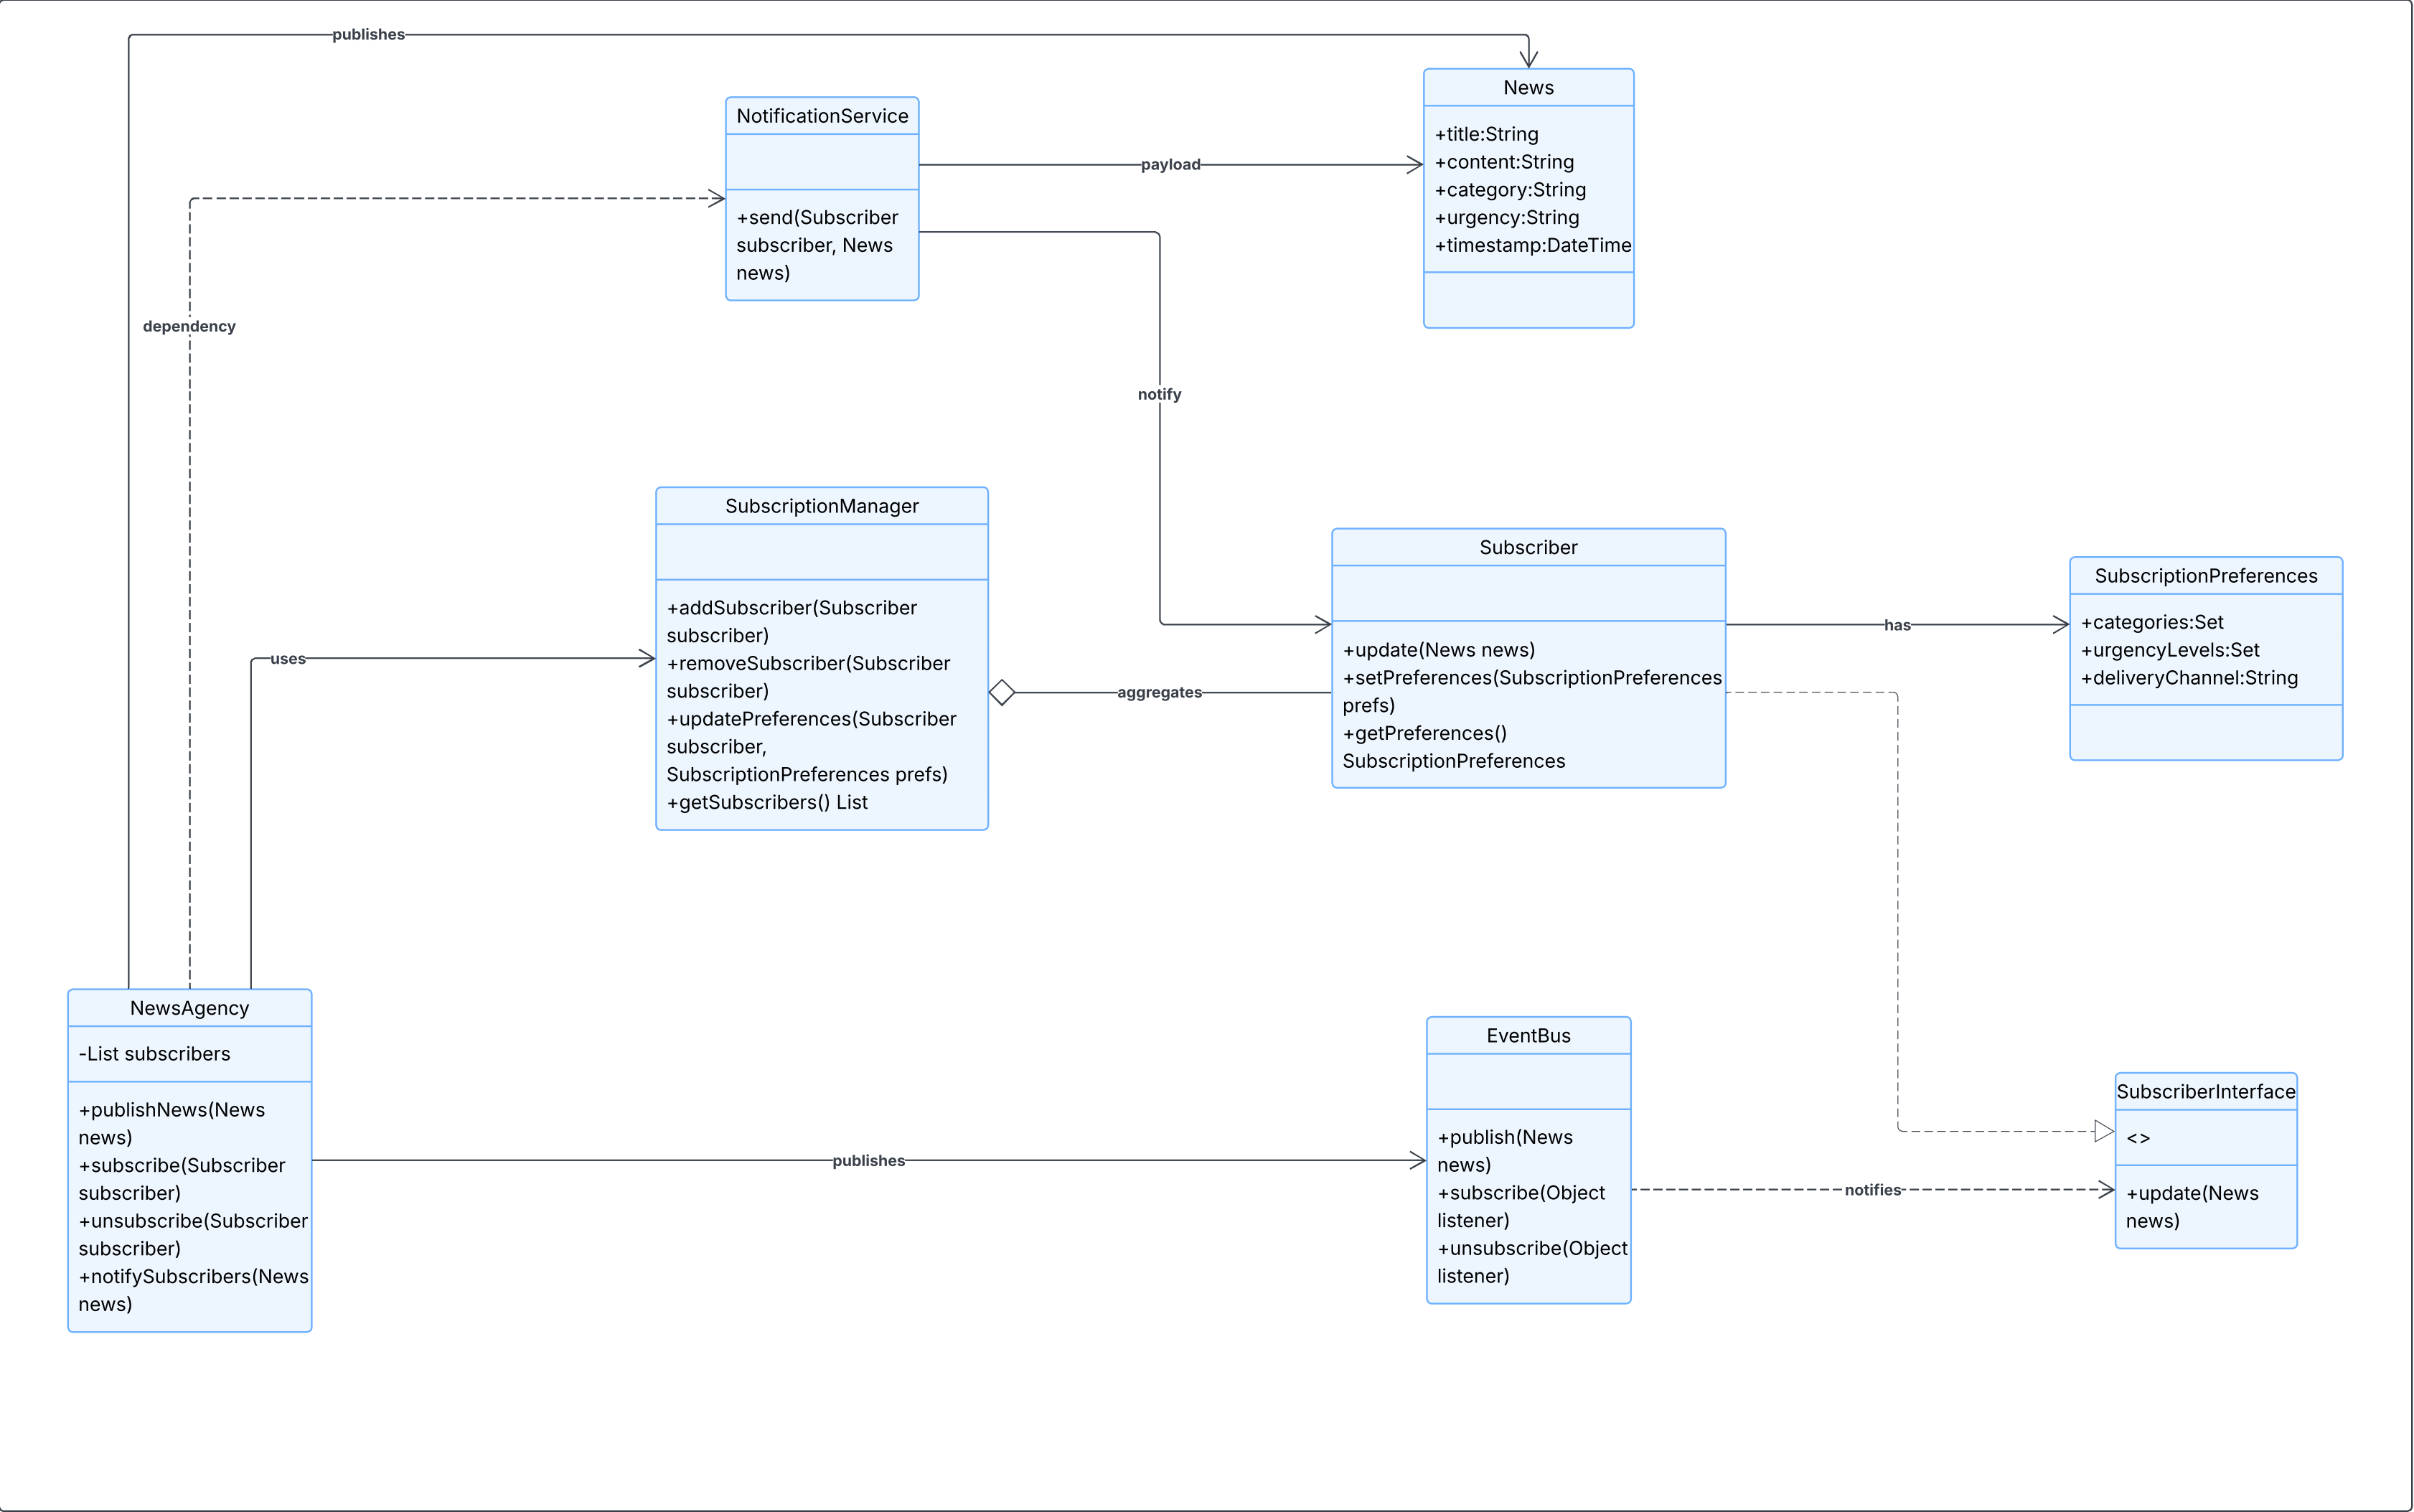 publishes
NotificationService
+send(Subscriber
subscriber, News
news)
payload
News
+title:String
+content:String
+category:String
+urgency:String
+timestamp:DateTime
dependency
notify
SubscriptionManager
+addSubscriber(Subscriber
subscriber)
+removeSubscriber(Subscriber
subscriber)
+updatePreferences(Subscriber
subscriber,
SubscriptionPreferences prefs)
+getSubscribers() List
uses
aggregates
Subscriber
+update(News news)
+setPreferences(SubscriptionPreferences
prefs)
+getPreferences()
SubscriptionPreferences
has
SubscriptionPreferences
+categories:Set
+urgencyLevels:Set
+deliveryChannel:String
NewsAgency
-List subscribers
+publishNews(News
news)
+subscribe(Subscriber
subscriber)
+unsubscribe(Subscriber
subscriber)
+notifySubscribers(News
news)
publishes
EventBus
+publish(News
news)
+subscribe(Object
listener)
+unsubscribe(Object
listener)
notifies
SubscriberInterface
<>
+update(News
news)